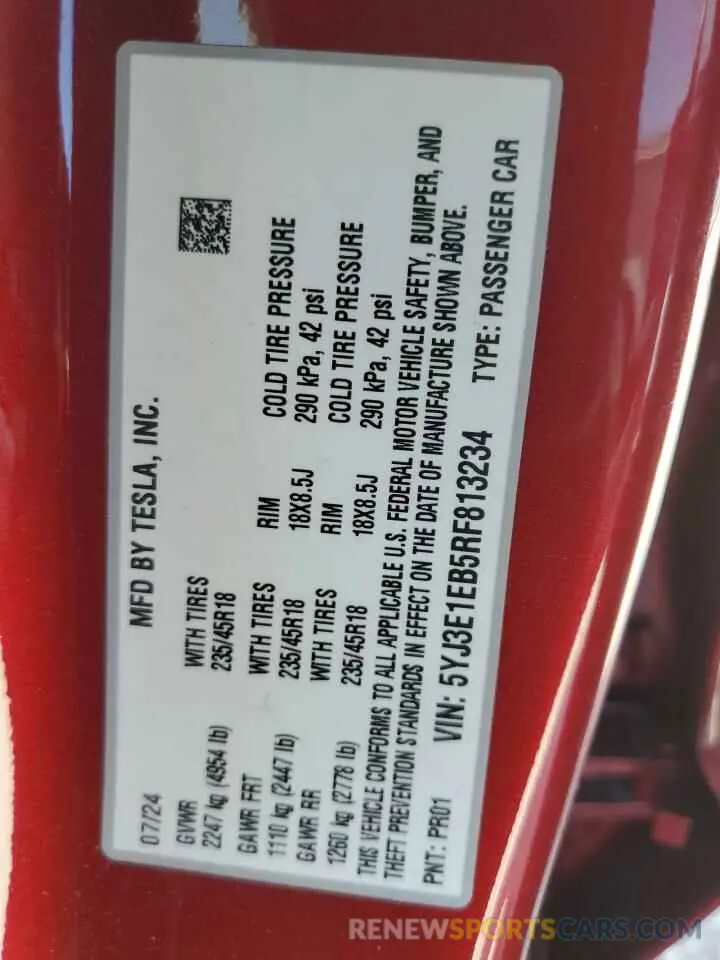 07/24 MFD BY TESLA, INC.
GVWR WITH TIRES
2247 kg (4954 lb) 235/45R18
GAWR FRT WITH TIRES RIM COLD TIRE PRESSURE
1110 kg (2447 lb) 235/45R18 18X8.5J 290 kPa, 42 psi
GAWR RR WITH TIRES RIM COLD TIRE PRESSURE
1260 kg (2778 lb) 235/45R18 18X8.5J 290 kPa, 42 psi
THIS VEHICLE CONFORMS TO ALL APPLICABLE U.S. FEDERAL MOTOR VEHICLE SAFETY, BUMPER, AND
THEFT PREVENTION STANDARDS IN EFFECT ON THE DATE OF MANUFACTURE SHOWN ABOVE.
PNT: PR01 VIN: 5YJ3E1EB5RF813234 TYPE: PASSENGER CAR
RENEWSPORTSCARS.COM